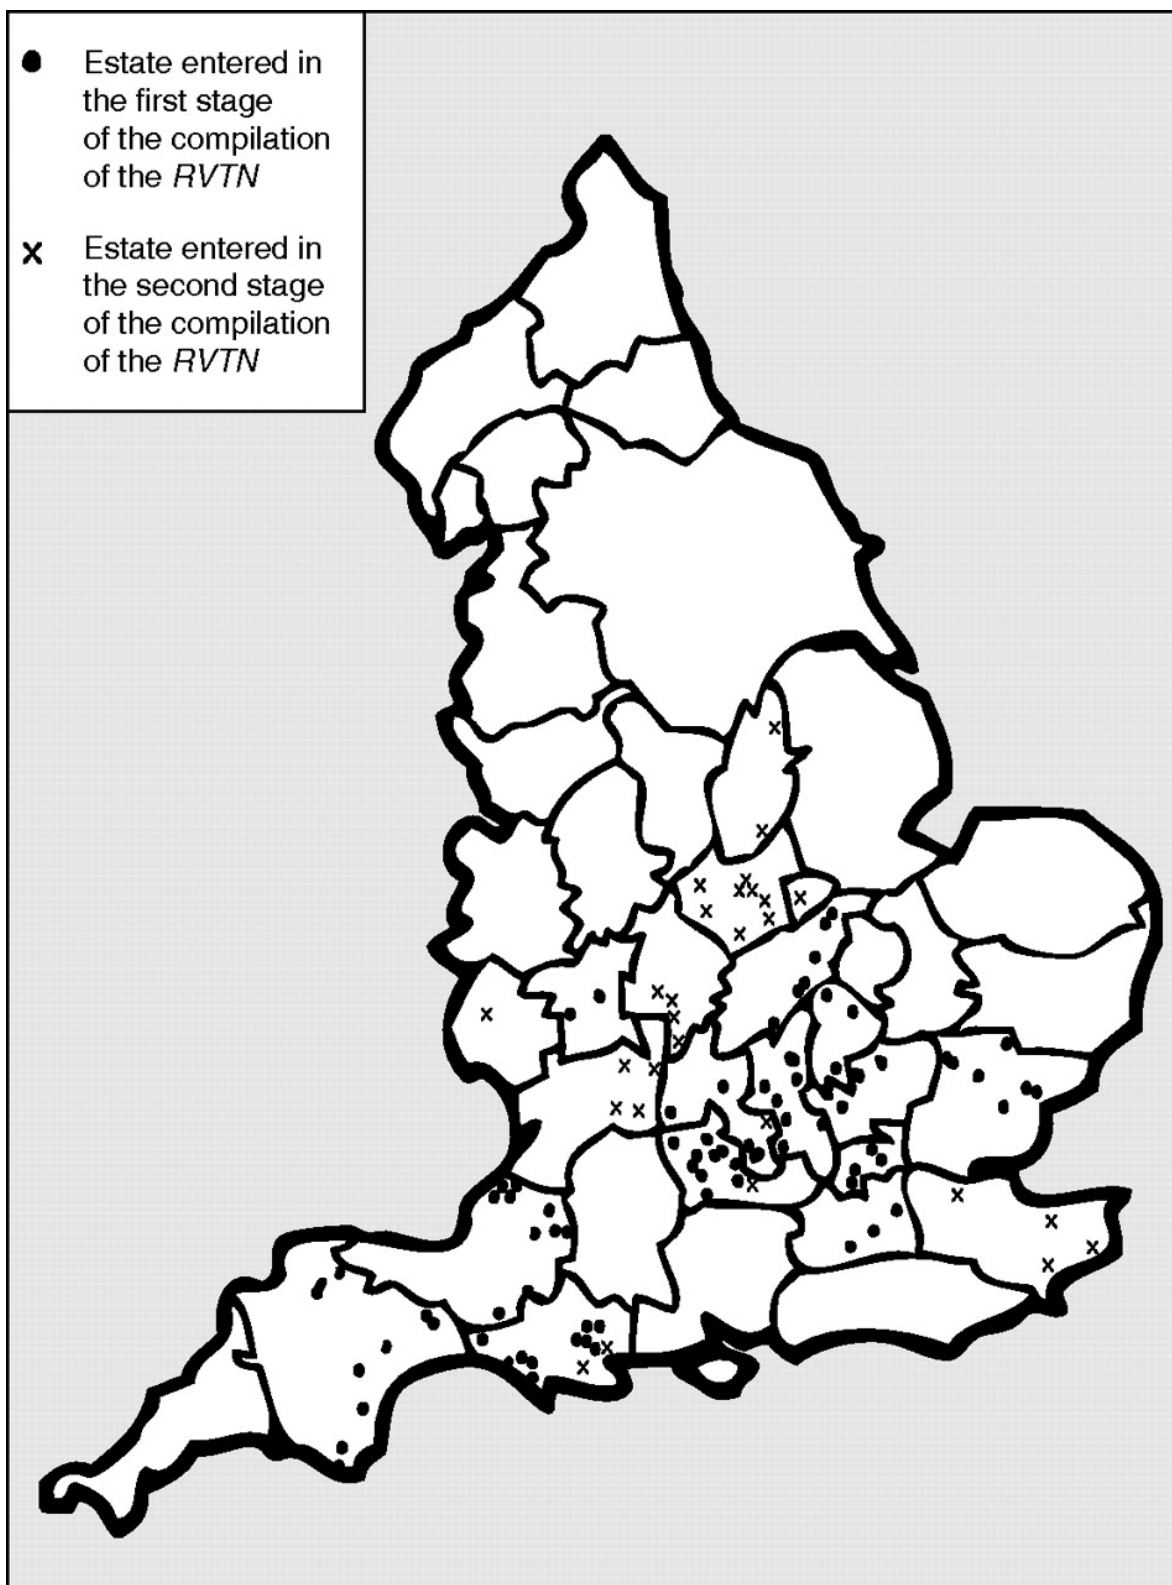 Estate entered in
the first stage
of the compilation
of the RVTN
x Estate entered in
the second stage
of the compilation
of the RVTN